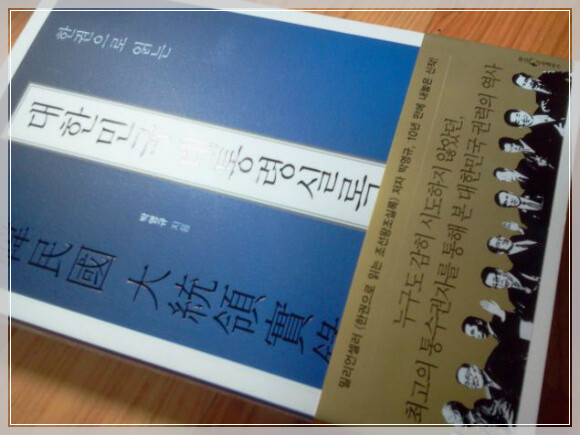 한권으로 읽는
대한민국 대통령실록
박영규 지음
民國 大統領實錄
밀리언셀러 《한권으로 읽는 조선왕조실록》 저자 박영규, 10년 만에 내놓은 신작!
누구도 감히 시도하지 않았던,
최고의 통수권자를 통해 본 대한민국 권력의 역사